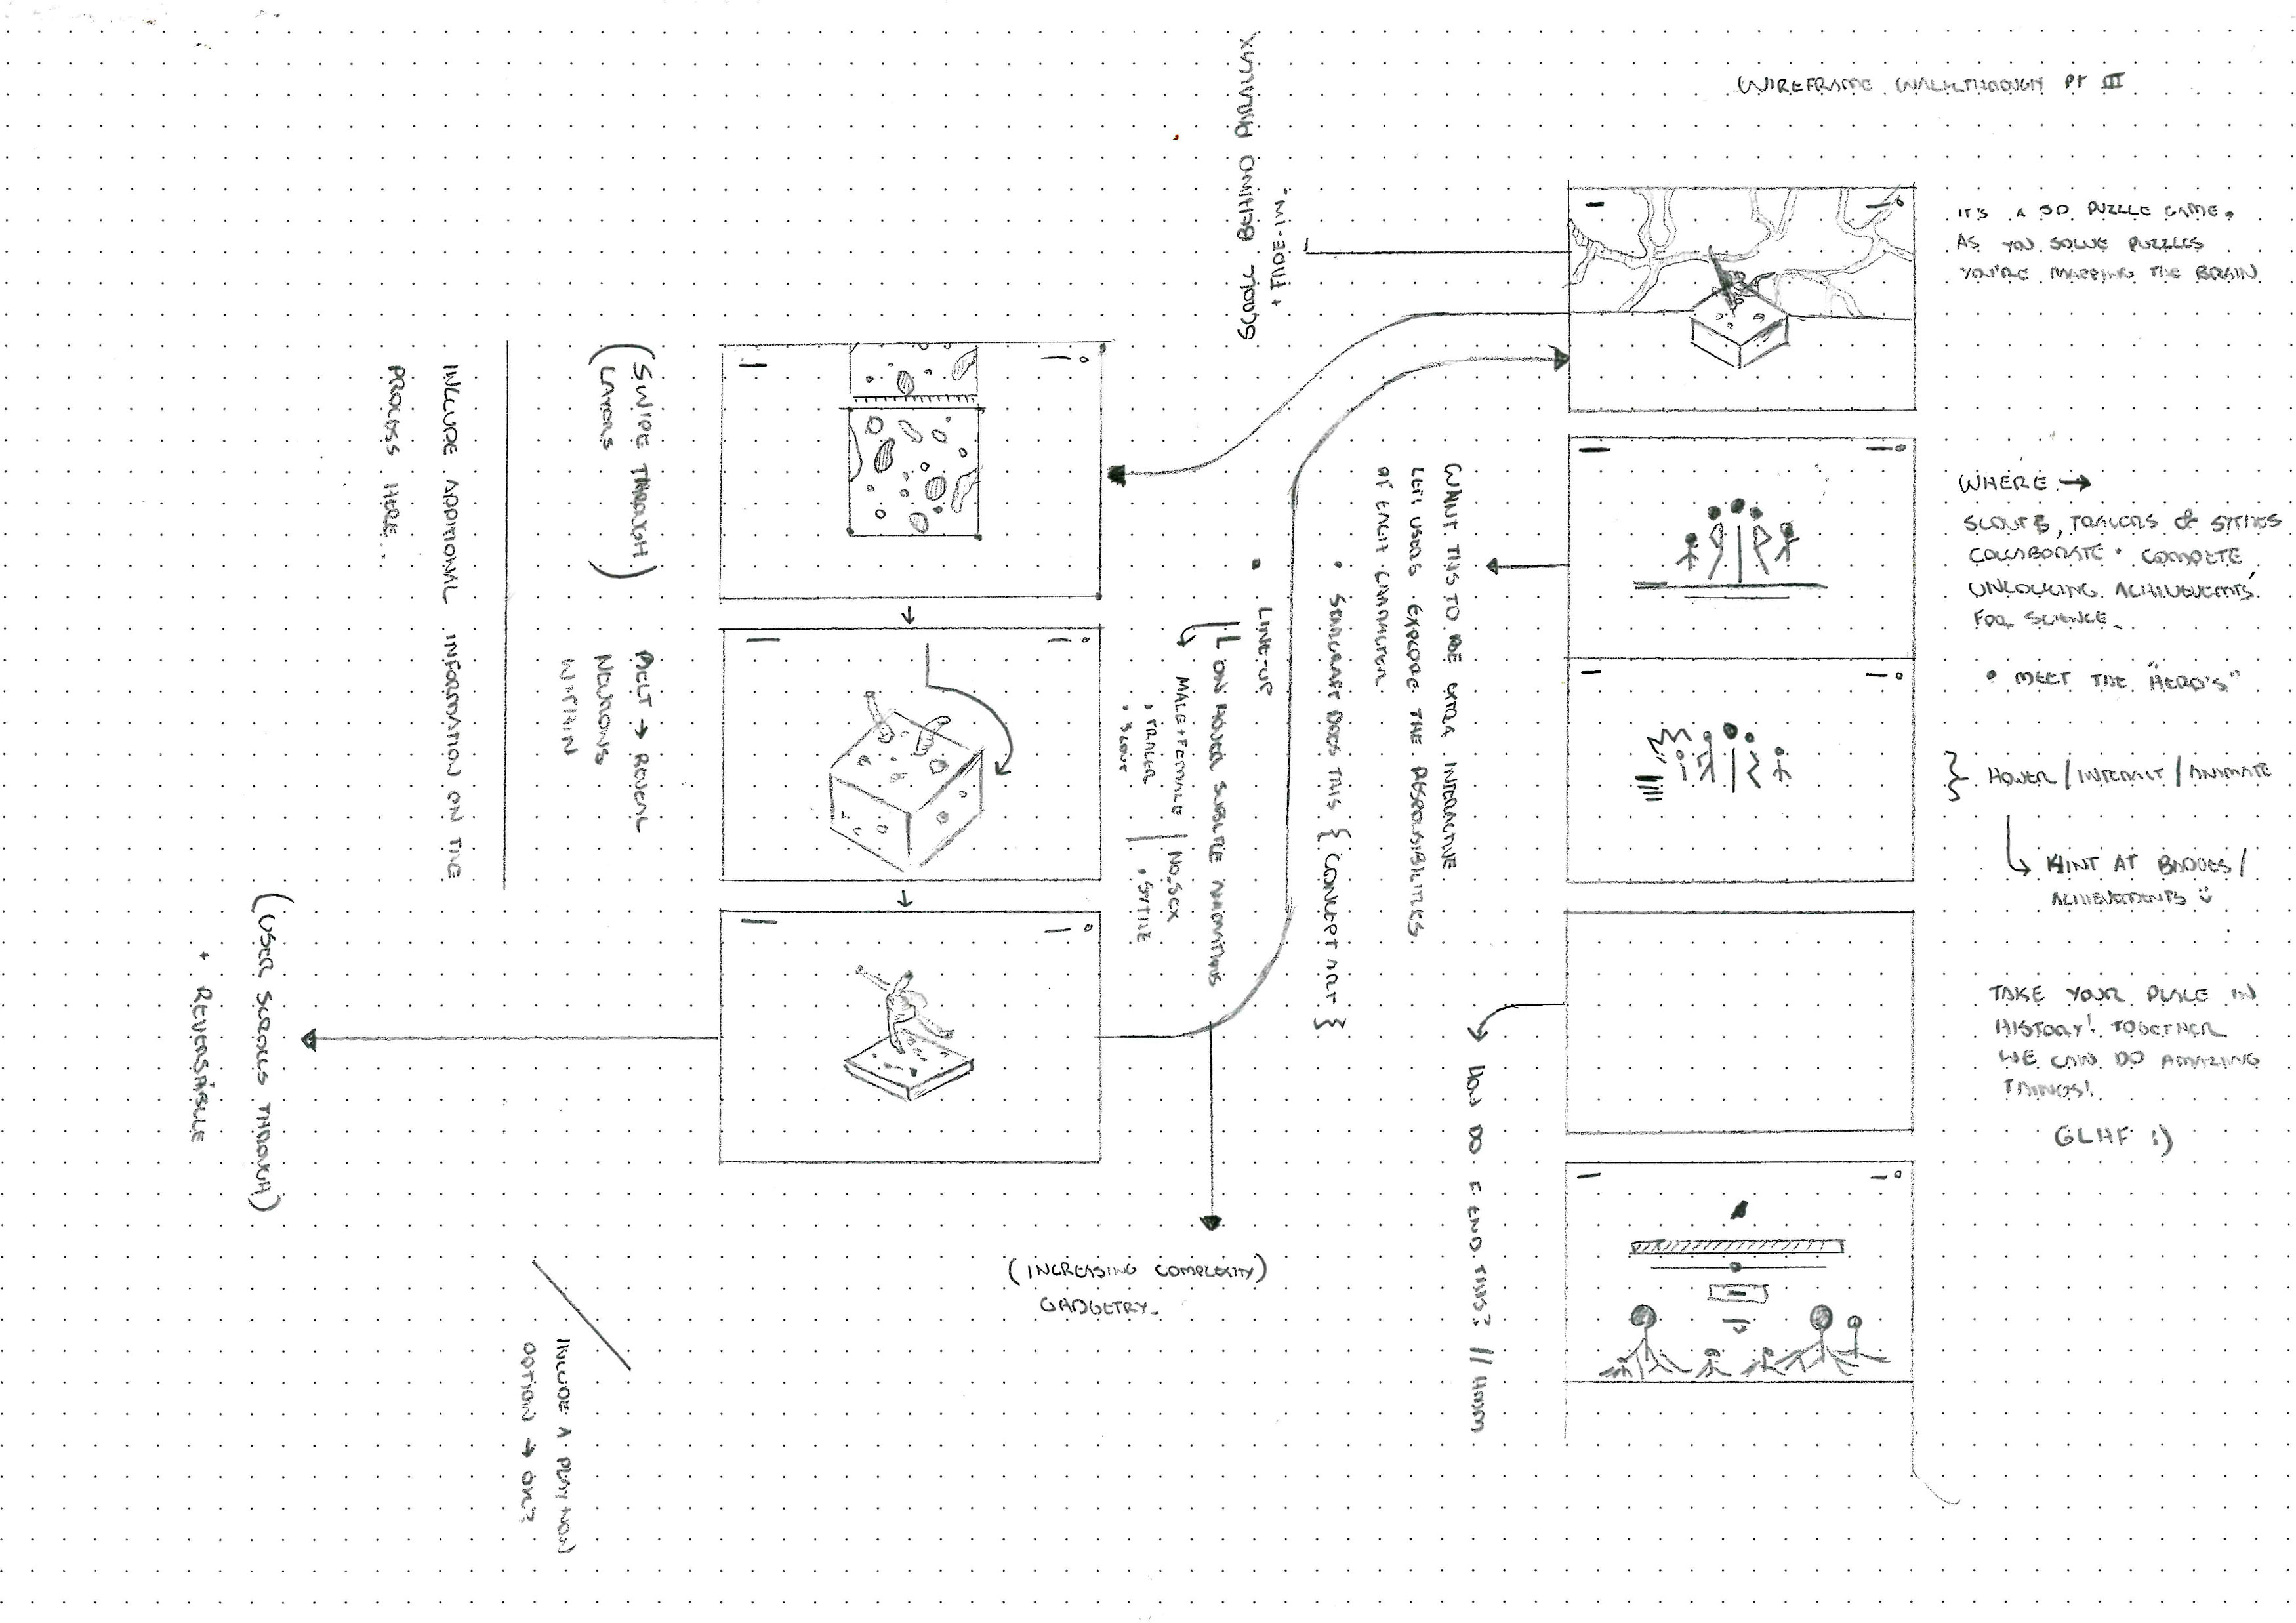 WIREFRAME WALKTHROUGH PT III
IT'S A 3D PUZZLE GAME.
AS YOU SOLVE PUZZLES
YOU'RE MAPPING THE BRAIN
WHERE →
SCOUTS, TRACERS & SYTHES
COLLABORATE + COMPETE
UNLOCKING ACHIEVEMENTS
FOR SCIENCE.
• MEET THE "HERO'S"
} HOVER / INTERACT / ANIMATE
↳ HINT AT BADGES /
ACHIEVEMENTS
TAKE YOUR PLACE IN
HISTORY! TOGETHER
WE CAN DO AMAZING
THINGS!
GLHF :)
SCROLL BEHIND PARALLAX
+ FADE-IN.
WANT THIS TO BE EXTRA INTERACTIVE
LET USERS EXPLORE THE RESPONSIBILITIES
OF EACH CHARACTER.
• STARCRAFT DOES THIS { CONCEPT ART }
• LINE-UP
ON HOVER SUBLTE ANIMATIONS
MALE + FEMALE | NO SEX
• TRACER
• SCOUT
• SYTHE
HOW DO I END THIS? // HMM
(SWIPE THROUGH)
LAYERS
MELT → REVEAL
NEURONS
WITHIN
INCLUDE ADDITIONAL INFORMATION ON THE
PROCESS HERE..
(USER SCROLLS THROUGH)
+ REVERSABLE
(INCREASING COMPLEXITY)
GADGETRY.
INCLUDE A PLAY (NOW)
OPTION → OK?